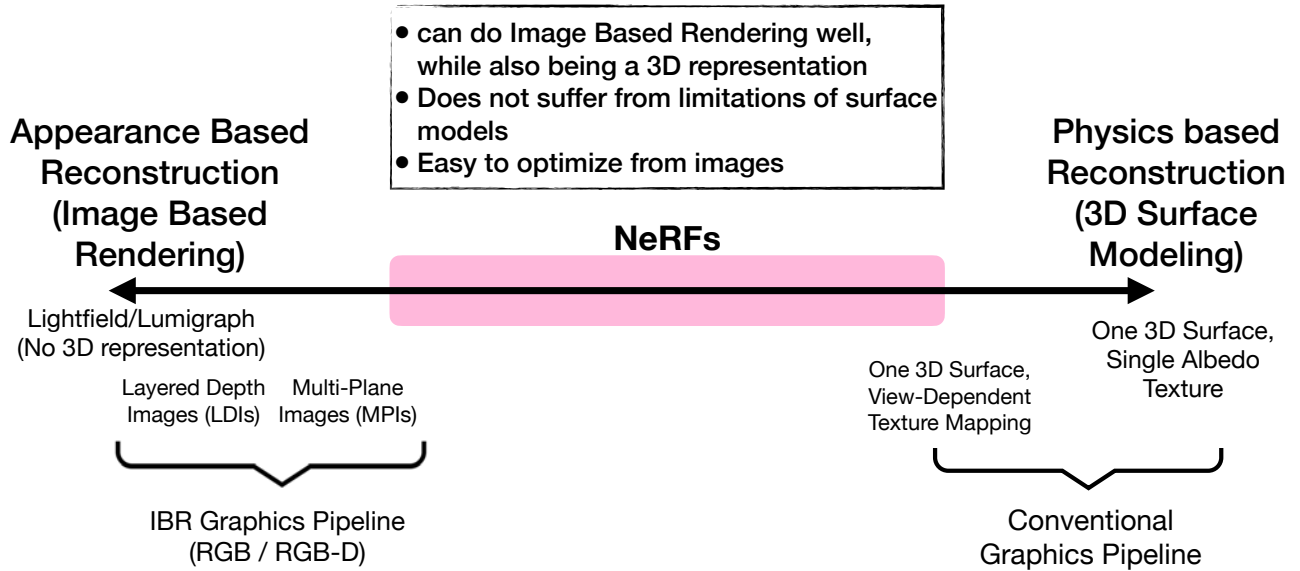 • can do Image Based Rendering well,
while also being a 3D representation
• Does not suffer from limitations of surface
models
• Easy to optimize from images
Appearance Based
Reconstruction
(Image Based
Rendering)
NeRFs
Physics based
Reconstruction
(3D Surface
Modeling)
Lightfield/Lumigraph
(No 3D representation)
Layered Depth
Images (LDIs)
Multi-Plane
Images (MPIs)
IBR Graphics Pipeline
(RGB / RGB-D)
One 3D Surface,
View-Dependent
Texture Mapping
One 3D Surface,
Single Albedo
Texture
Conventional
Graphics Pipeline